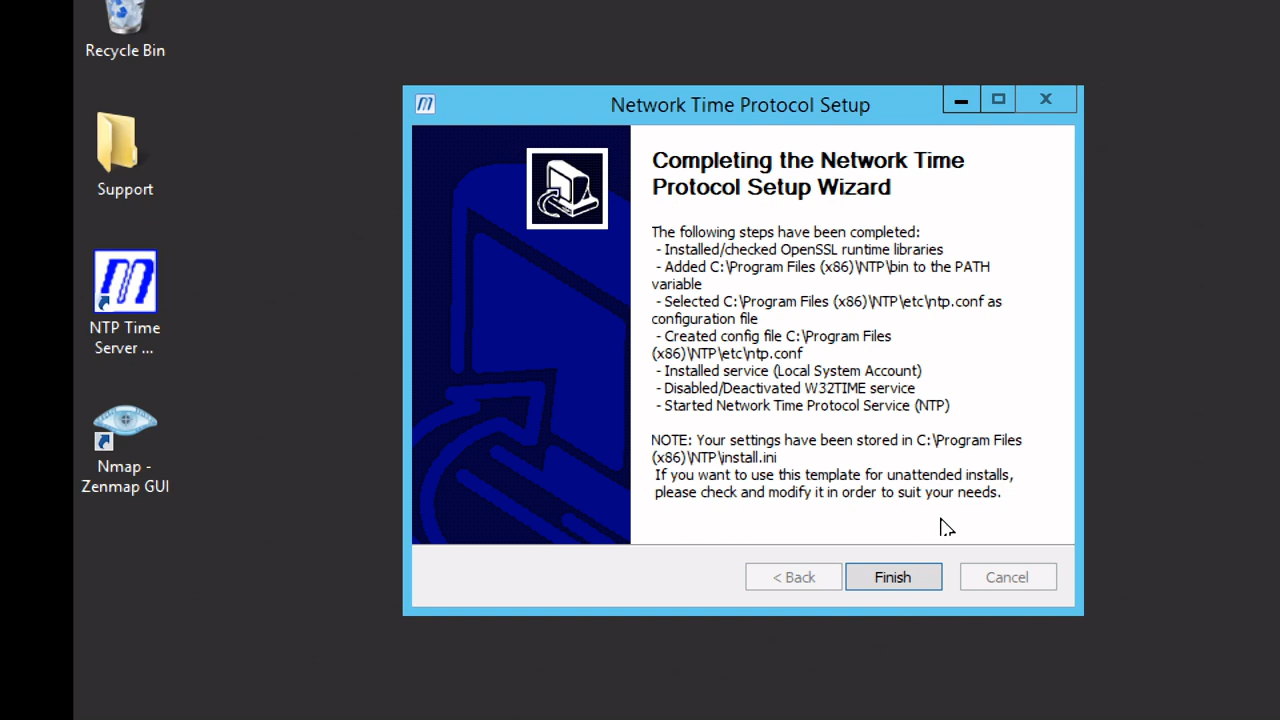 Recycle Bin
Support
NTP Time
Server ...
Nmap -
Zenmap GUI
Network Time Protocol Setup
Completing the Network Time
Protocol Setup Wizard
The following steps have been completed:
- Installed/checked OpenSSL runtime libraries
- Added C:\Program Files (x86)\NTP\bin to the PATH
variable
- Selected C:\Program Files (x86)\NTP\etc\ntp.conf as
configuration file
- Created config file C:\Program Files
(x86)\NTP\etc\ntp.conf
- Installed service (Local System Account)
- Disabled/Deactivated W32TIME service
- Started Network Time Protocol Service (NTP)
NOTE: Your settings have been stored in C:\Program Files
(x86)\NTP\install.ini
If you want to use this template for unattended installs,
please check and modify it in order to suit your needs.
< Back
Finish
Cancel